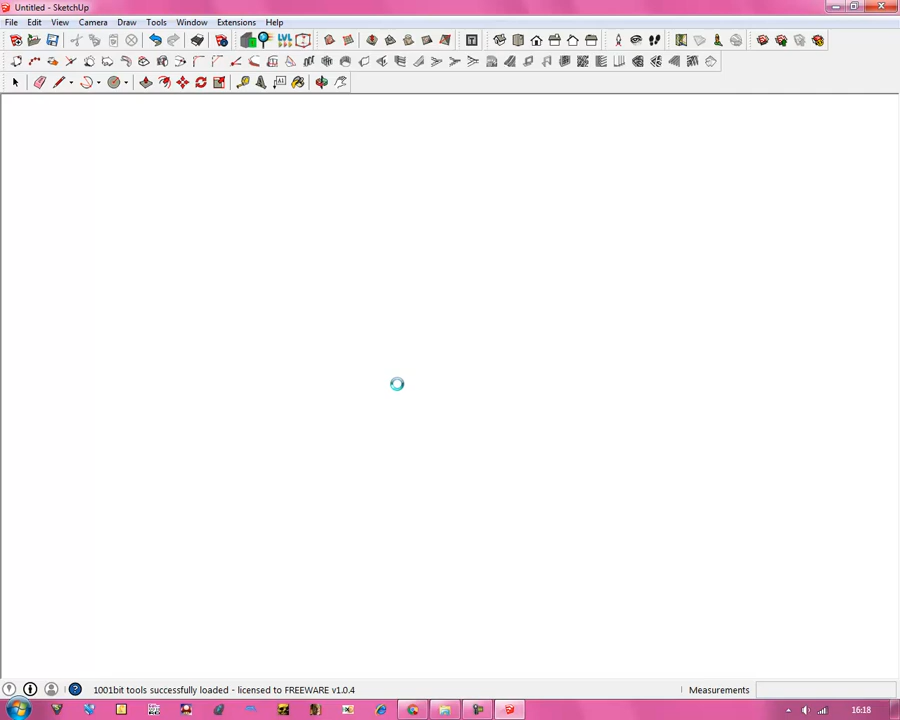 Untitled - SketchUp
File Edit View Camera Draw Tools Window Extensions Help
LVL
1001bit tools successfully loaded - licensed to FREEWARE v1.0.4
Measurements
16:18